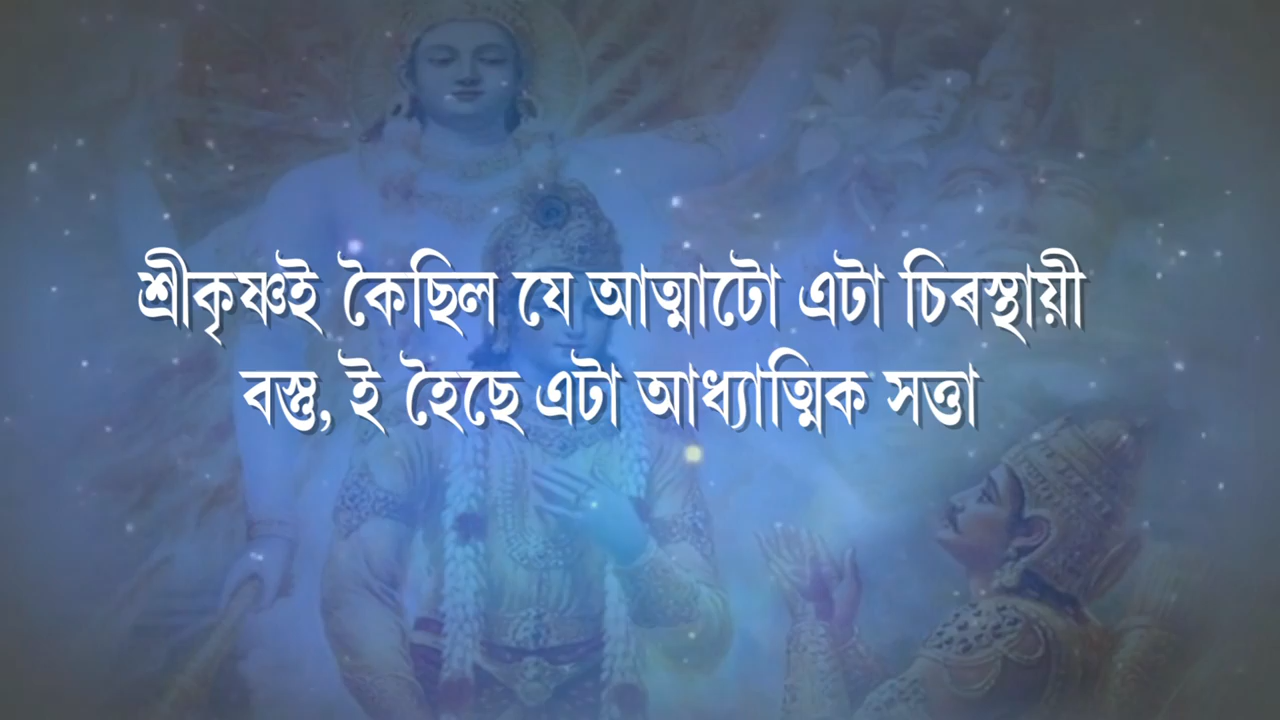 শ্ৰীকৃষ্ণই কৈছিল যে আত্মাটো এটা চিৰস্থায়ী
বস্তু, ই হৈছে এটা আধ্যাত্মিক সত্তা